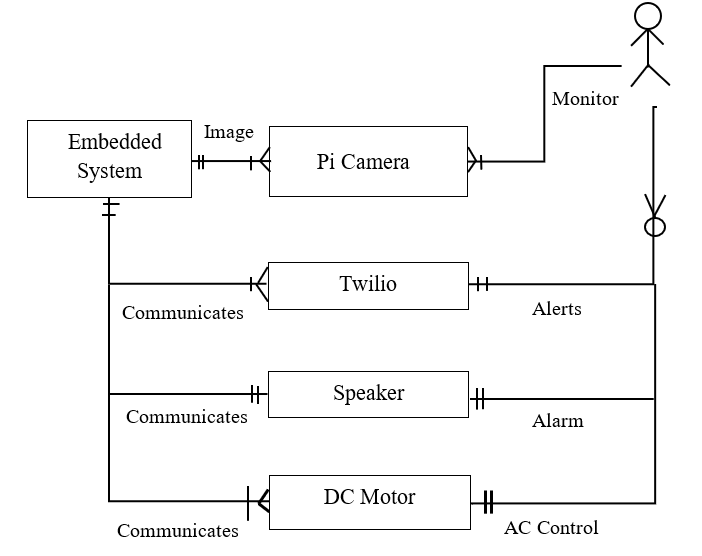 Monitor
Image
Embedded
System
Pi Camera
Twilio
Communicates
Alerts
Speaker
Communicates
Alarm
DC Motor
Communicates
AC Control